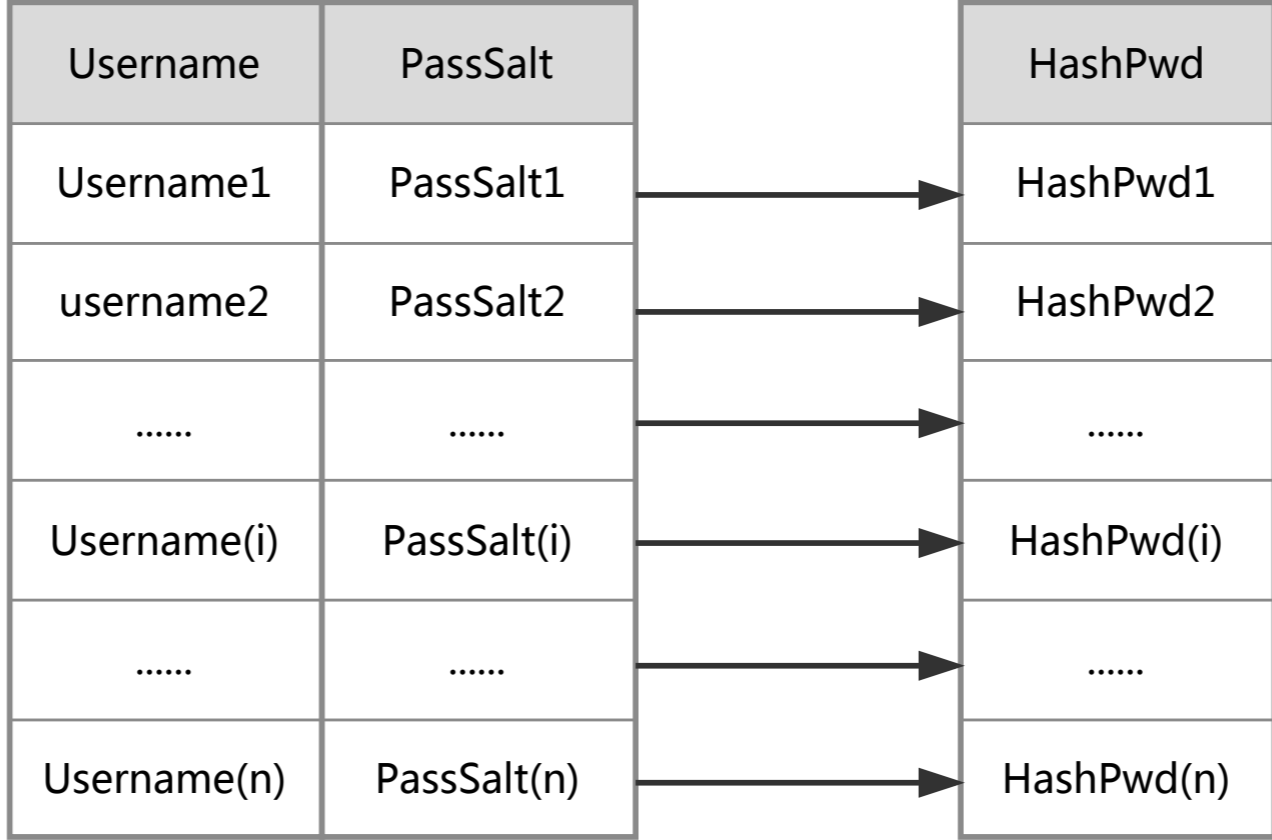 Username PassSalt HashPwd
Username1 PassSalt1 HashPwd1
username2 PassSalt2 HashPwd2
...... ...... ......
Username(i) PassSalt(i) HashPwd(i)
...... ...... ......
Username(n) PassSalt(n) HashPwd(n)